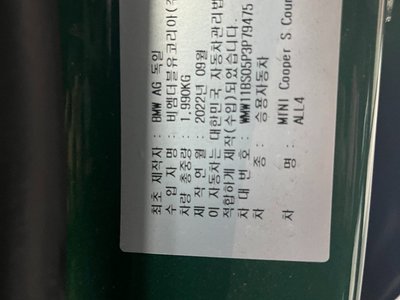 최초 제작자 : BMW AG 독일
수 입 자 명 : 비엠더블유코리아(
차량 총중량 : 1,990KG
제 작 연 월 : 2022년 09월
이 자동차는 대한민국 자동차관리법
적합하게 제작(수입)되었습니다.
차 대 번 호 : WMW11BS05P3P79475
차 종 : 승용자동차
차 명 : MINI Cooper S Coun
ALL4